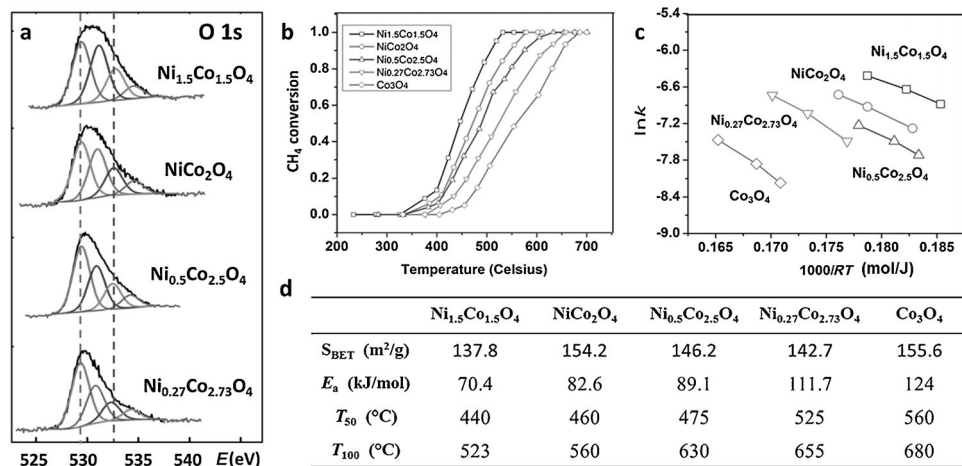 a
O 1s
Ni1.5Co1.5O4
NiCo2O4
Ni0.5Co2.5O4
Ni0.27Co2.73O4
525 530 535 540 E(eV)
b
CH4 conversion
1.0
0.8
0.6
0.4
0.2
0.0
Ni1.5Co1.5O4
NiCo2O4
Ni0.5Co2.5O4
Ni0.27Co2.73O4
Co3O4
200 300 400 500 600 700
Temperature (Celsius)
c
lnk
-5.4
-6.0
-6.6
-7.2
-7.8
-8.4
-9.0
Ni1.5Co1.5O4
NiCo2O4
Ni0.27Co2.73O4
Ni0.5Co2.5O4
Co3O4
0.165 0.170 0.175 0.180 0.185
1000/RT (mol/J)
d
Ni1.5Co1.5O4 NiCo2O4 Ni0.5Co2.5O4 Ni0.27Co2.73O4 Co3O4
SBET (m2/g) 137.8 154.2 146.2 142.7 155.6
Ea (kJ/mol) 70.4 82.6 89.1 111.7 124
T50 (°C) 440 460 475 525 560
T100 (°C) 523 560 630 655 680